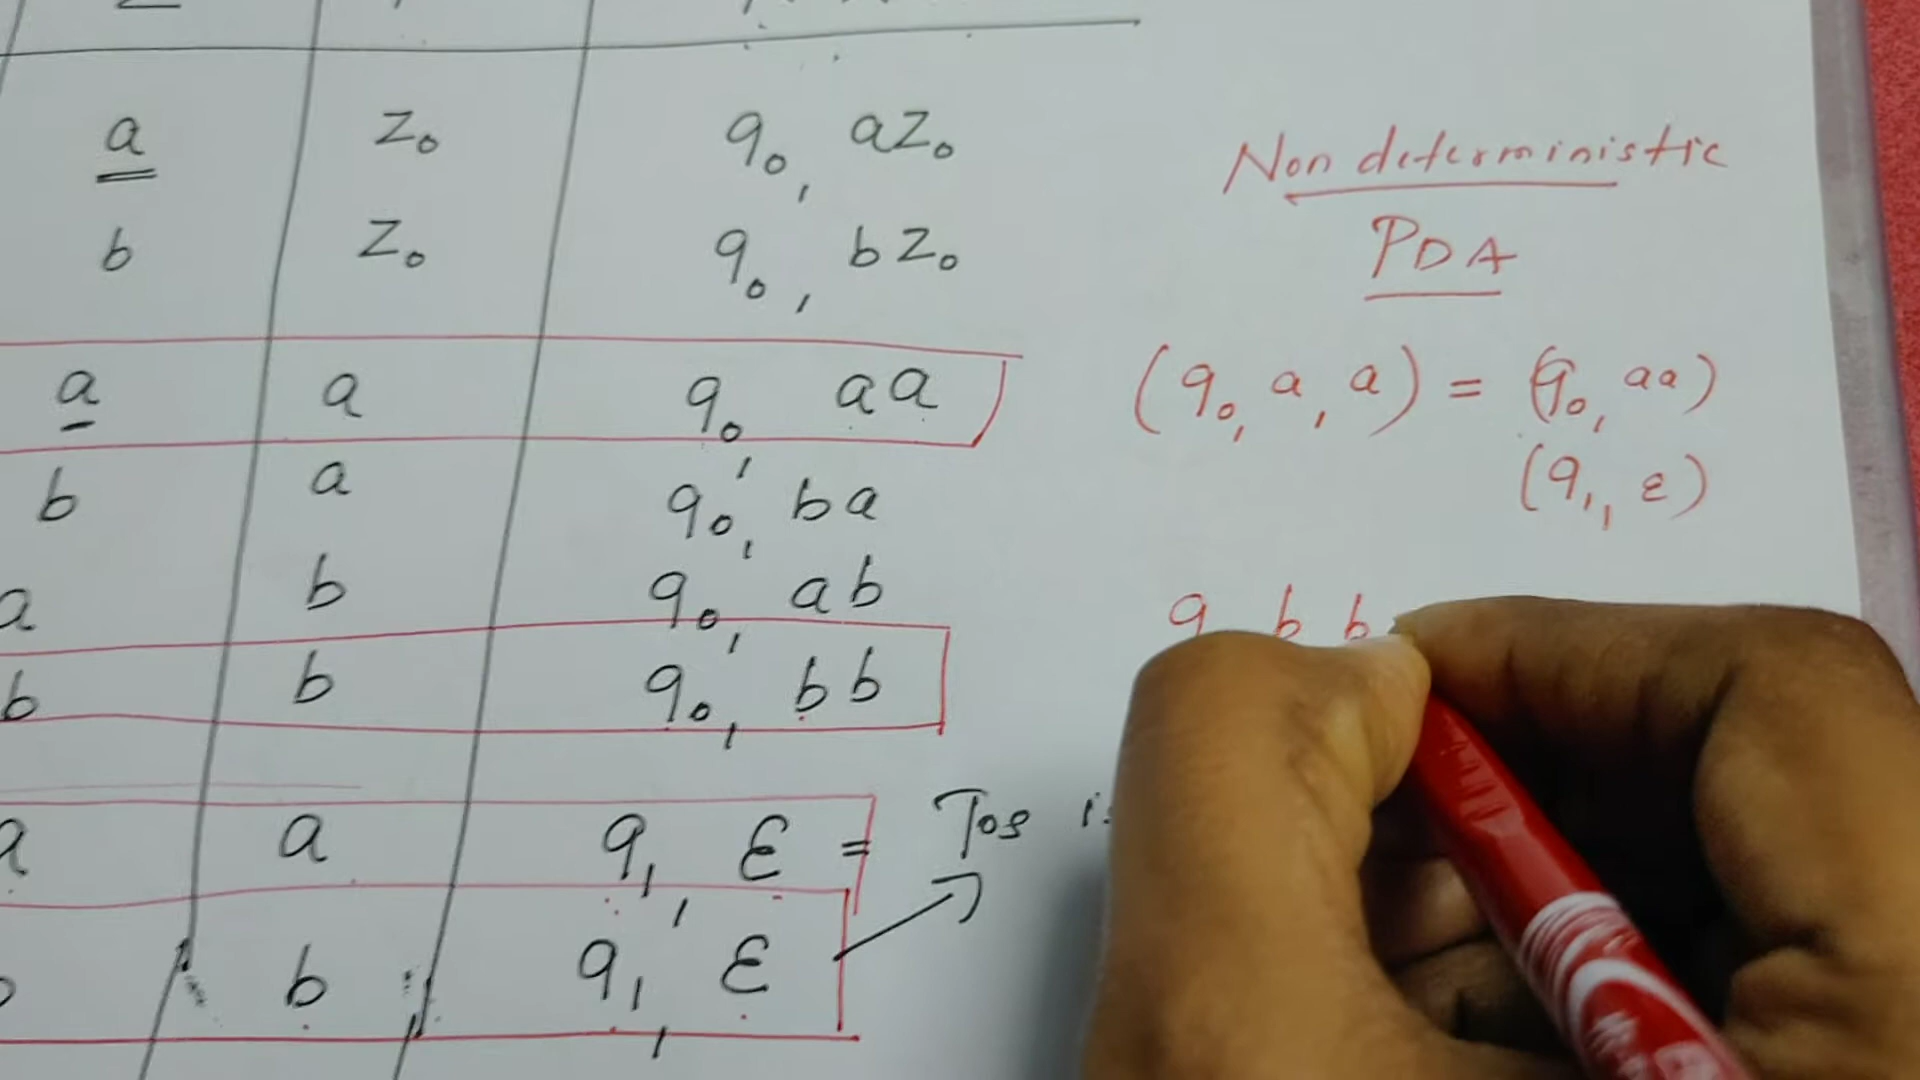 a z₀ q₀, az₀
b z₀ q₀, bz₀
a a q₀, aa
b a q₀, ba
a b q₀, ab
b b q₀, bb
a a q₁, ε = Tos
b q₁, ε
Non deterministic
PDA
(q₀, a, a) = (q₀, aa)
(q₁, ε)
q b b